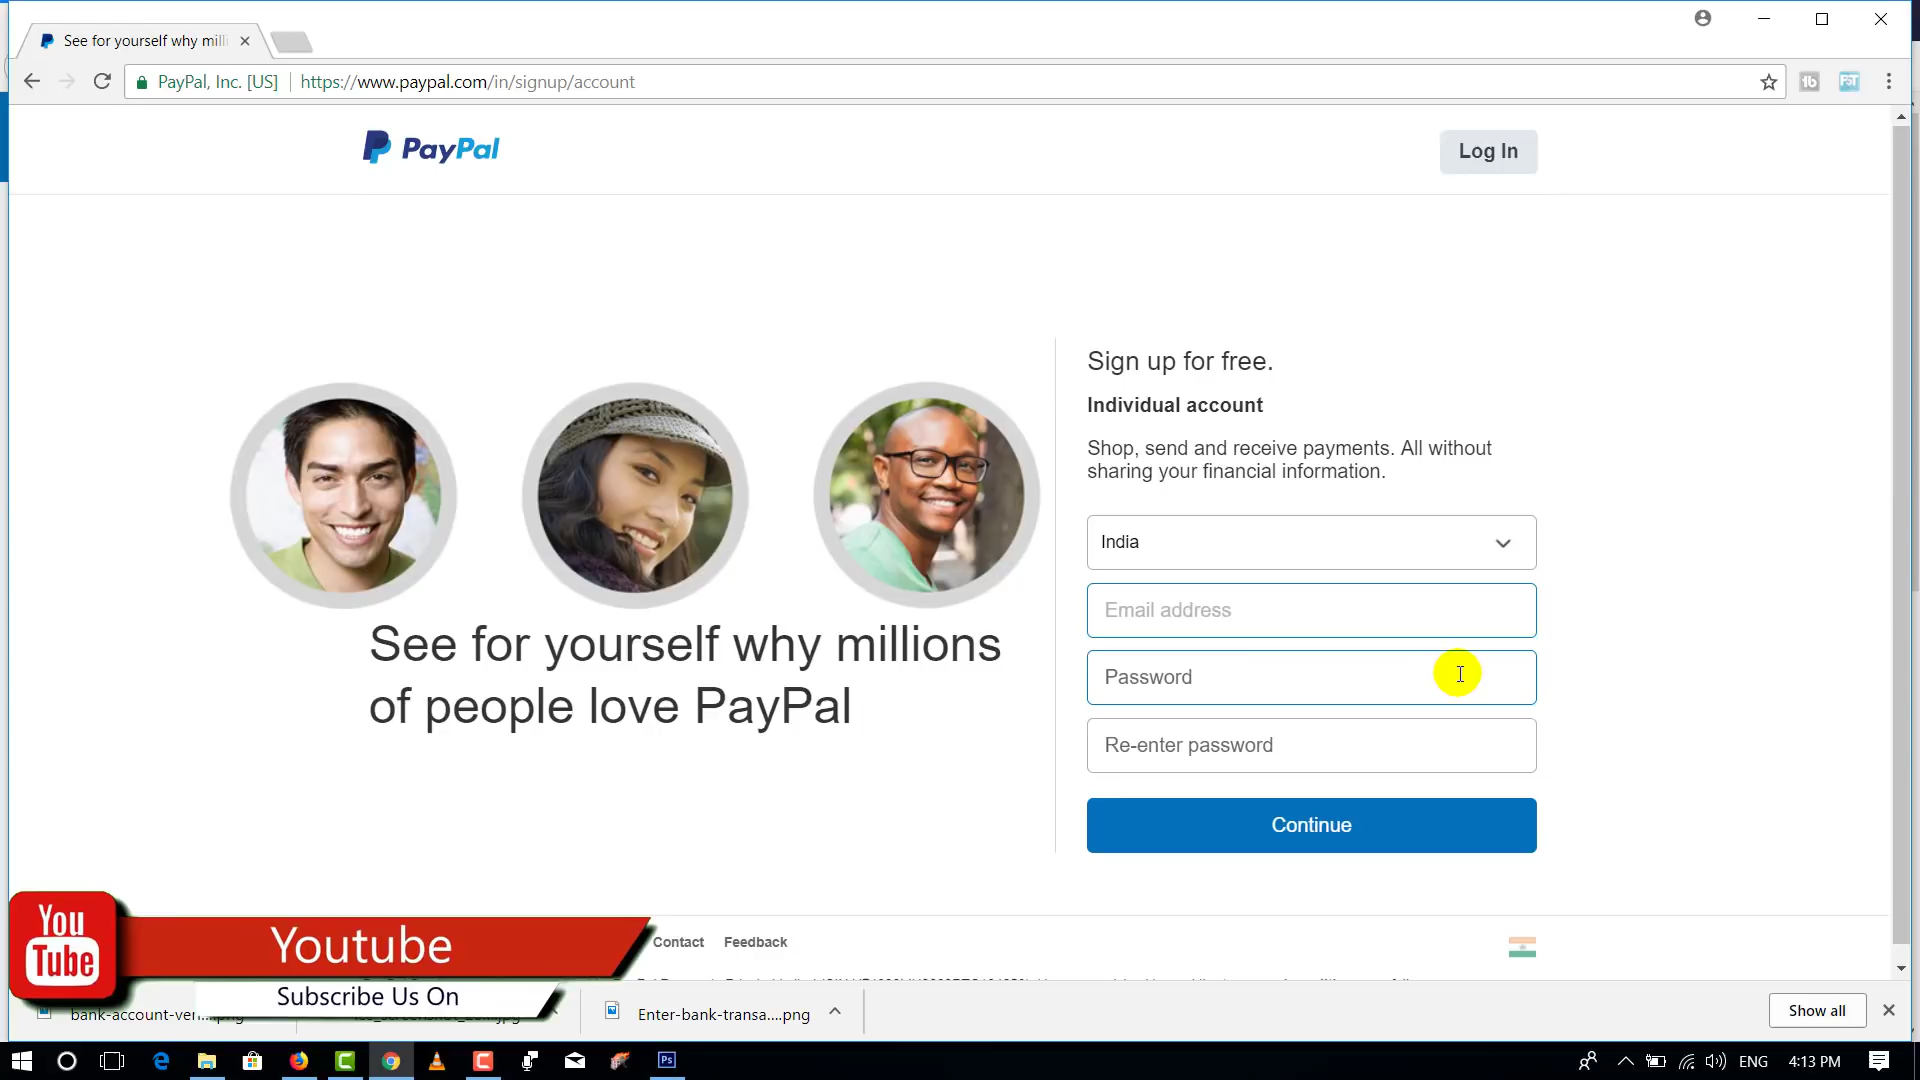 See for yourself why milli
PayPal, Inc. [US]
https://www.paypal.com/in/signup/account
PayPal
Log In
Sign up for free.
Individual account
Shop, send and receive payments. All without
sharing your financial information.
India
Email address
Password
Re-enter password
Continue
See for yourself why millions
of people love PayPal
Contact
Feedback
You
Tube
Youtube
Subscribe Us On
Enter-bank-transa....png
Show all
Ps
ENG
4:13 PM